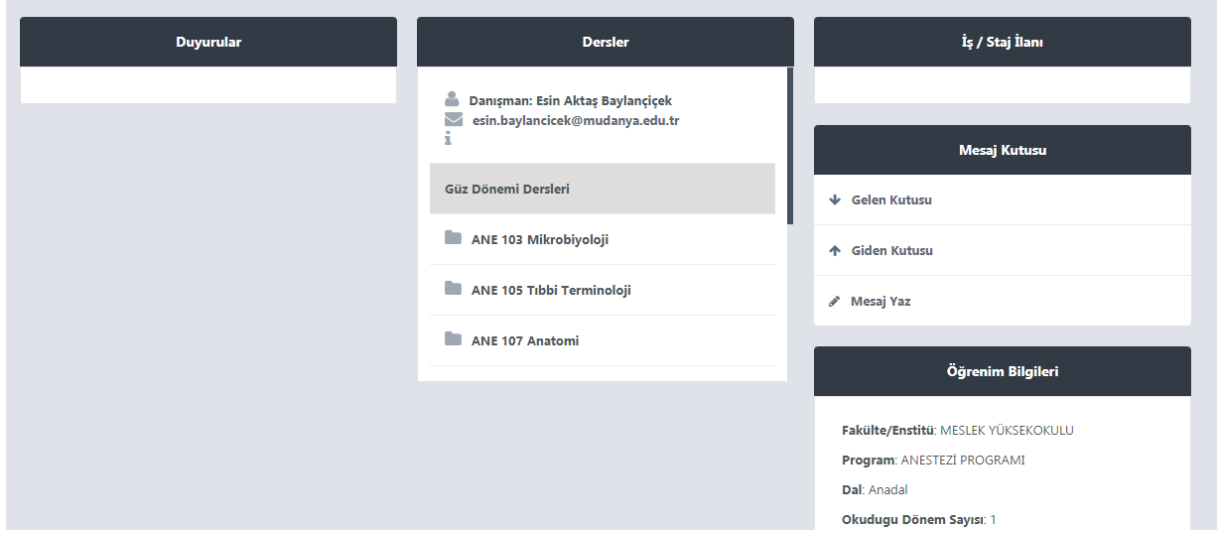 Duyurular
Dersler
Danışman: Esin Aktaş Baylançiçek
esin.baylancicek@mudanya.edu.tr
Güz Dönemi Dersleri
ANE 103 Mikrobiyoloji
ANE 105 Tıbbi Terminoloji
ANE 107 Anatomi
İş / Staj İlanı
Mesaj Kutusu
Gelen Kutusu
Giden Kutusu
Mesaj Yaz
Öğrenim Bilgileri
Fakülte/Enstitü: MESLEK YÜKSEKOKULU
Program: ANESTEZİ PROGRAMI
Dal: Anadal
Okudugu Dönem Sayısı: 1